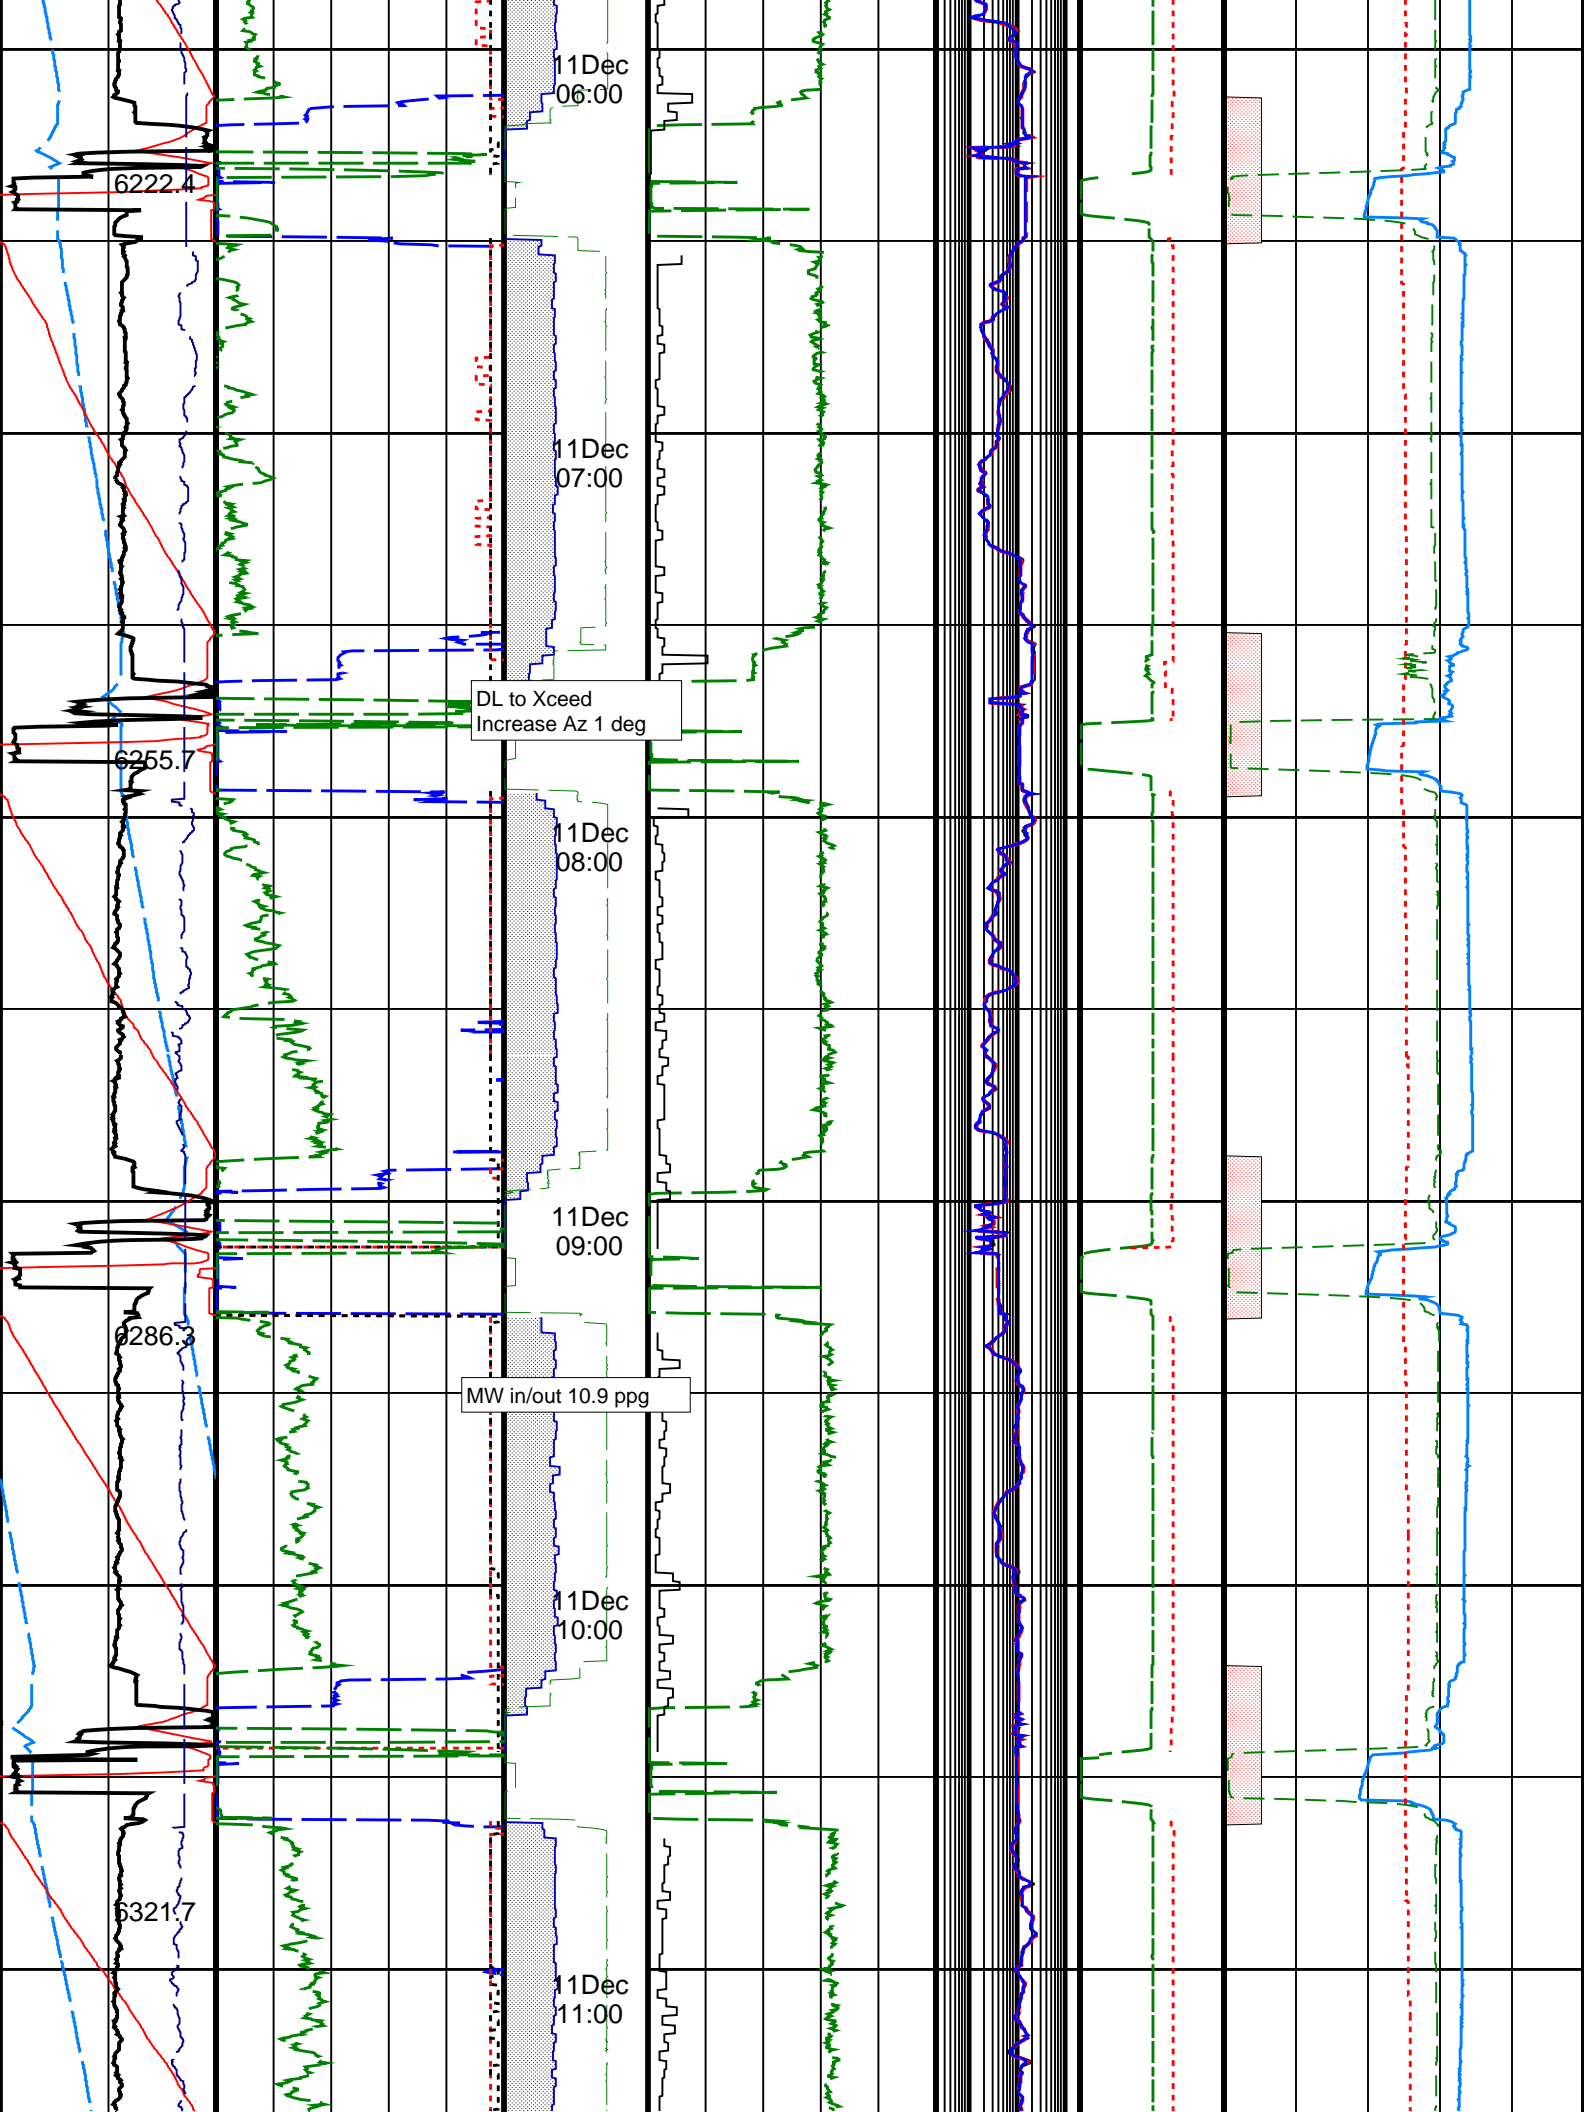 11Dec
06:00
6222.4
11Dec
07:00
DL to Xceed
Increase Az 1 deg
6255.7
11Dec
08:00
11Dec
09:00
6286.3
MW in/out 10.9 ppg
11Dec
10:00
6321.7
11Dec
11:00